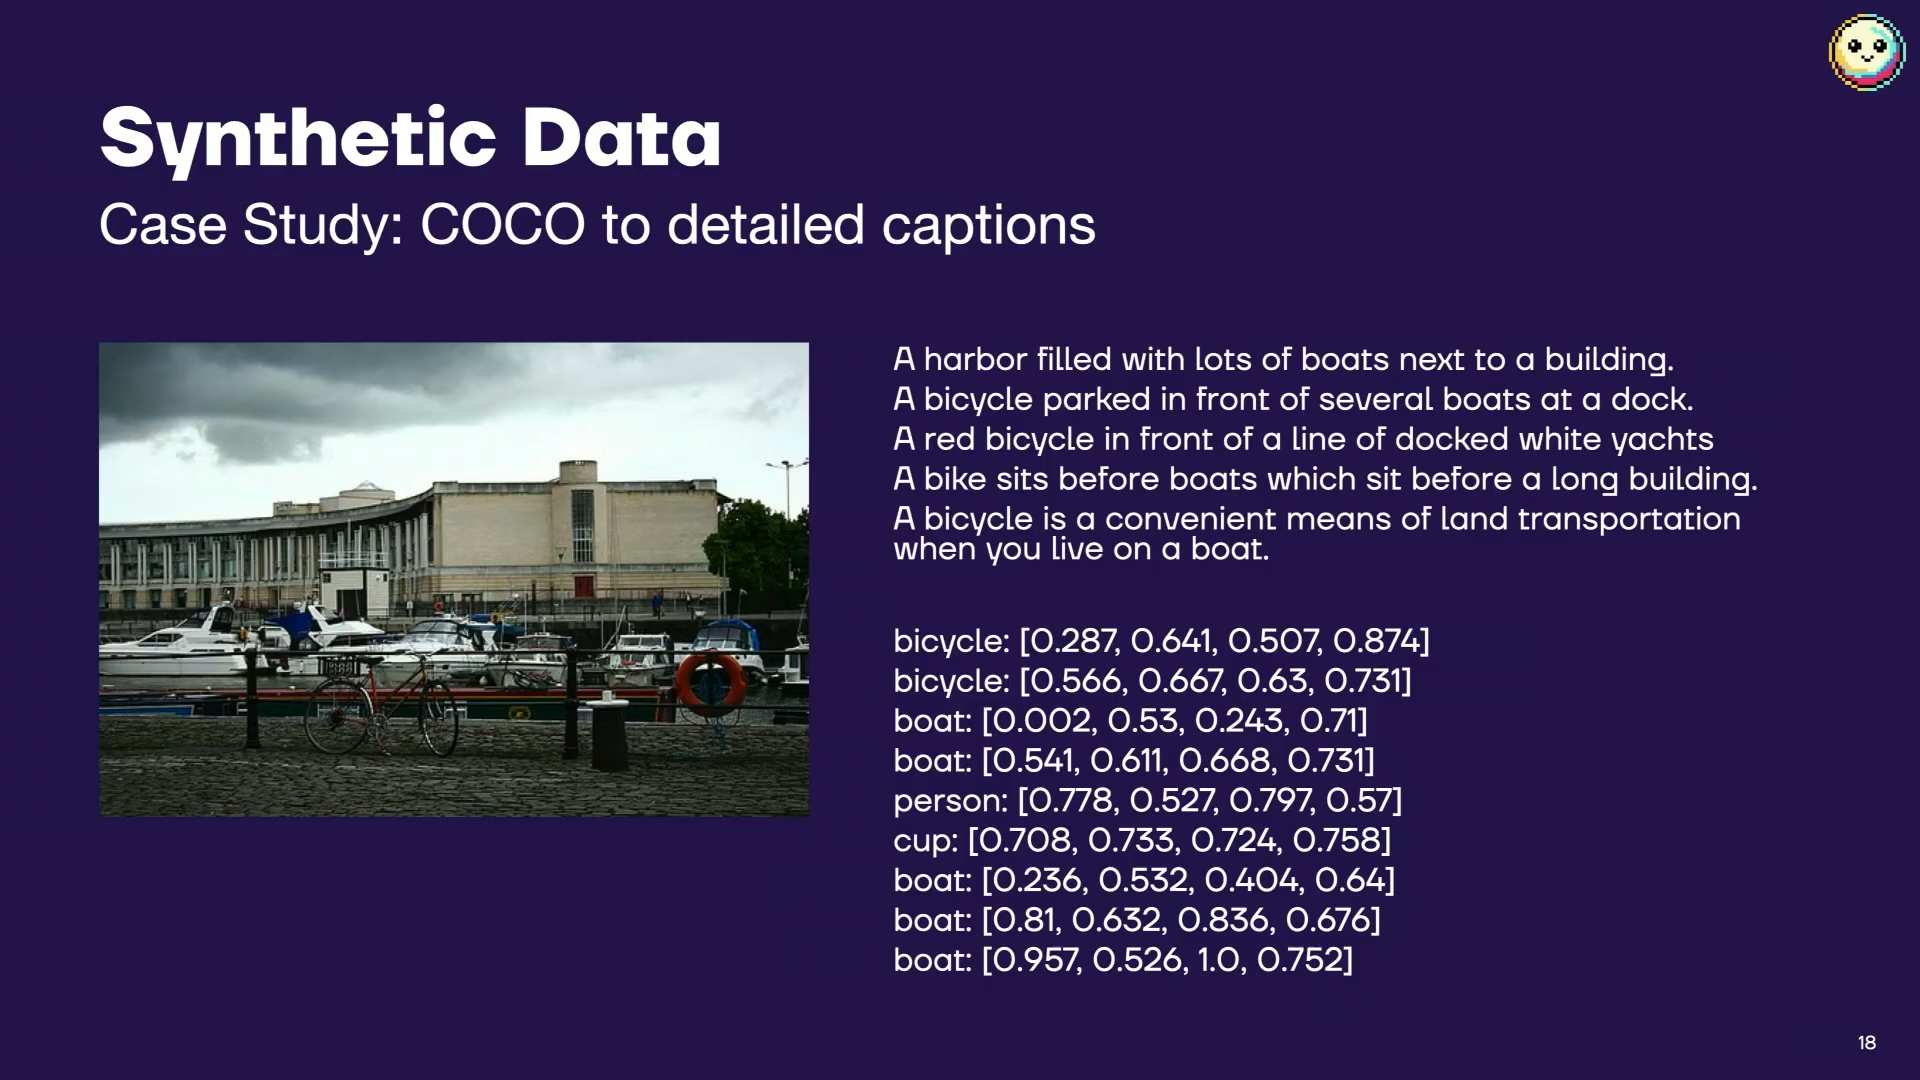 Synthetic Data
Case Study: COCO to detailed captions
A harbor filled with lots of boats next to a building.
A bicycle parked in front of several boats at a dock.
A red bicycle in front of a line of docked white yachts
A bike sits before boats which sit before a long building.
A bicycle is a convenient means of land transportation
when you live on a boat.
bicycle: [0.287, 0.641, 0.507, 0.874]
bicycle: [0.566, 0.667, 0.63, 0.731]
boat: [0.002, 0.53, 0.243, 0.71]
boat: [0.541, 0.611, 0.668, 0.731]
person: [0.778, 0.527, 0.797, 0.57]
cup: [0.708, 0.733, 0.724, 0.758]
boat: [0.236, 0.532, 0.404, 0.64]
boat: [0.81, 0.632, 0.836, 0.676]
boat: [0.957, 0.526, 1.0, 0.752]
18